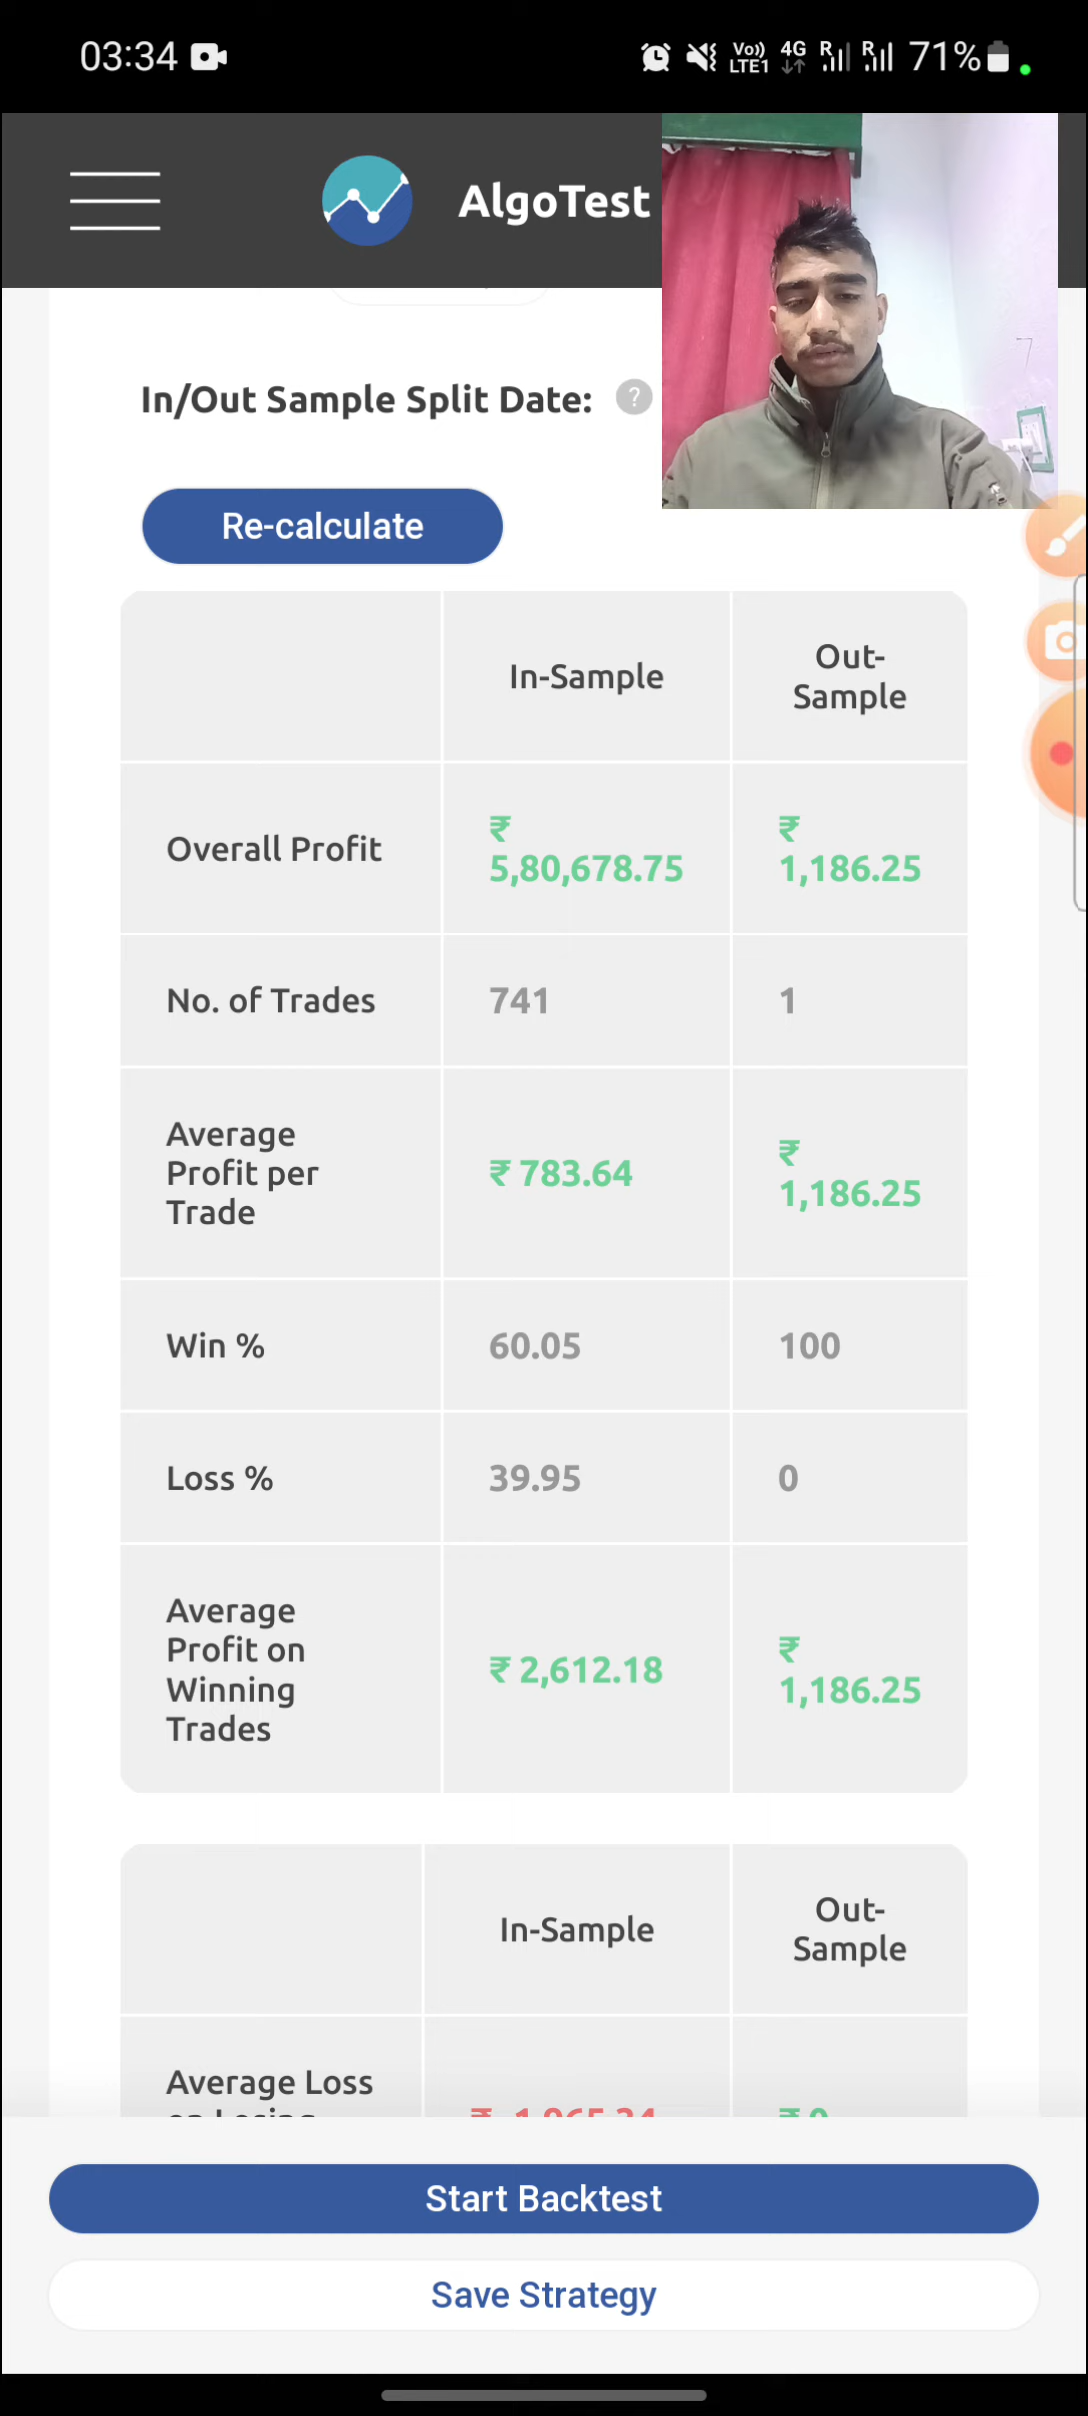 03:34
Vo)) LTE1 4G R R 71%
AlgoTest
In/Out Sample Split Date: ?
Re-calculate
In-Sample
Out-
Sample
Overall Profit
₹
5,80,678.75
₹
1,186.25
No. of Trades
741
1
Average
Profit per
Trade
₹ 783.64
₹
1,186.25
Win %
60.05
100
Loss %
39.95
0
Average
Profit on
Winning
Trades
₹ 2,612.18
₹
1,186.25
In-Sample
Out-
Sample
Average Loss
Start Backtest
Save Strategy